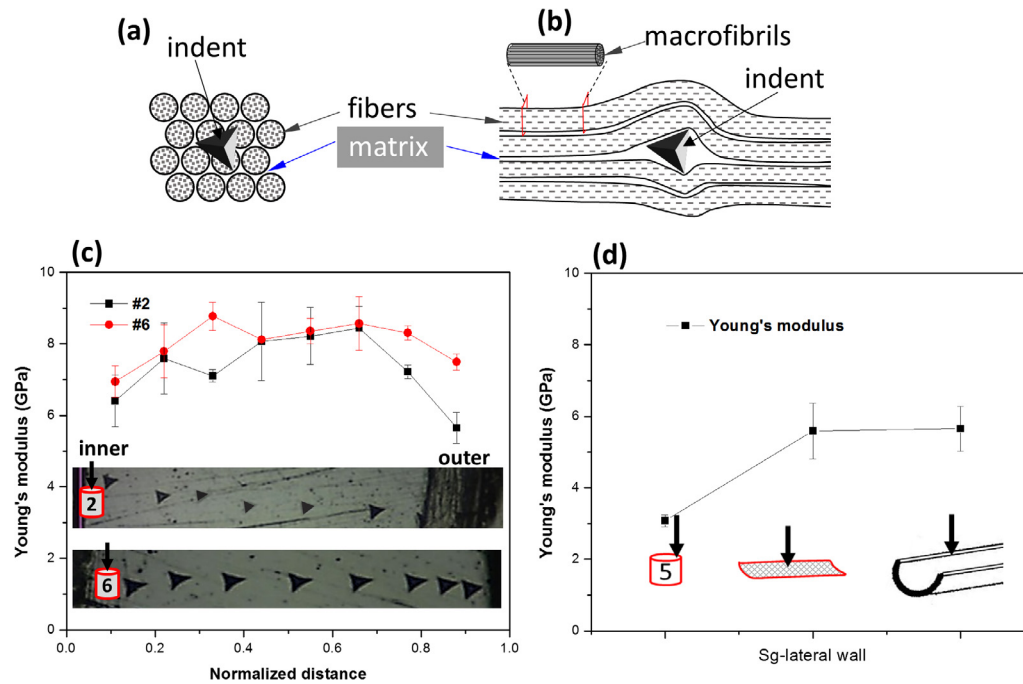 (a)
indent
fibers
matrix
(b)
macrofibrils
indent
(c)
10
8
6
4
2
0
Young's modulus (GPa)
#2
#6
inner
outer
2
6
0.0 0.2 0.4 0.6 0.8 1.0
Normalized distance
(d)
10
8
6
4
2
0
Young's modulus (GPa)
Young's modulus
5
Sg-lateral wall